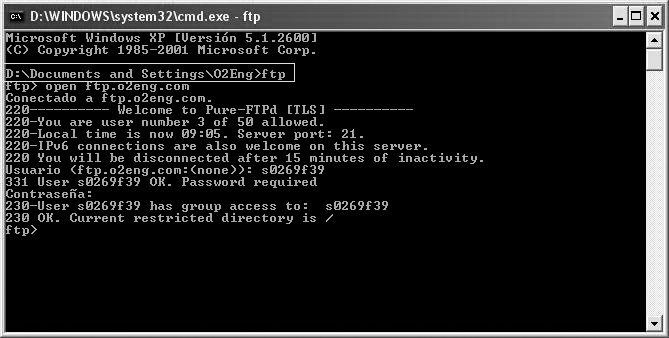 D:\WINDOWS\system32\cmd.exe - ftp
Microsoft Windows XP [Versión 5.1.2600]
(C) Copyright 1985-2001 Microsoft Corp.
D:\Documents and Settings\O2Eng>ftp
ftp> open ftp.o2eng.com
Conectado a ftp.o2eng.com.
220---------- Welcome to Pure-FTPd [TLS] ----------
220-You are user number 3 of 50 allowed.
220-Local time is now 09:05. Server port: 21.
220-IPv6 connections are also welcome on this server.
220 You will be disconnected after 15 minutes of inactivity.
Usuario (ftp.o2eng.com:(none)): s0269f39
331 User s0269f39 OK. Password required
Contraseña:
230-User s0269f39 has group access to:  s0269f39
230 OK. Current restricted directory is /
ftp>